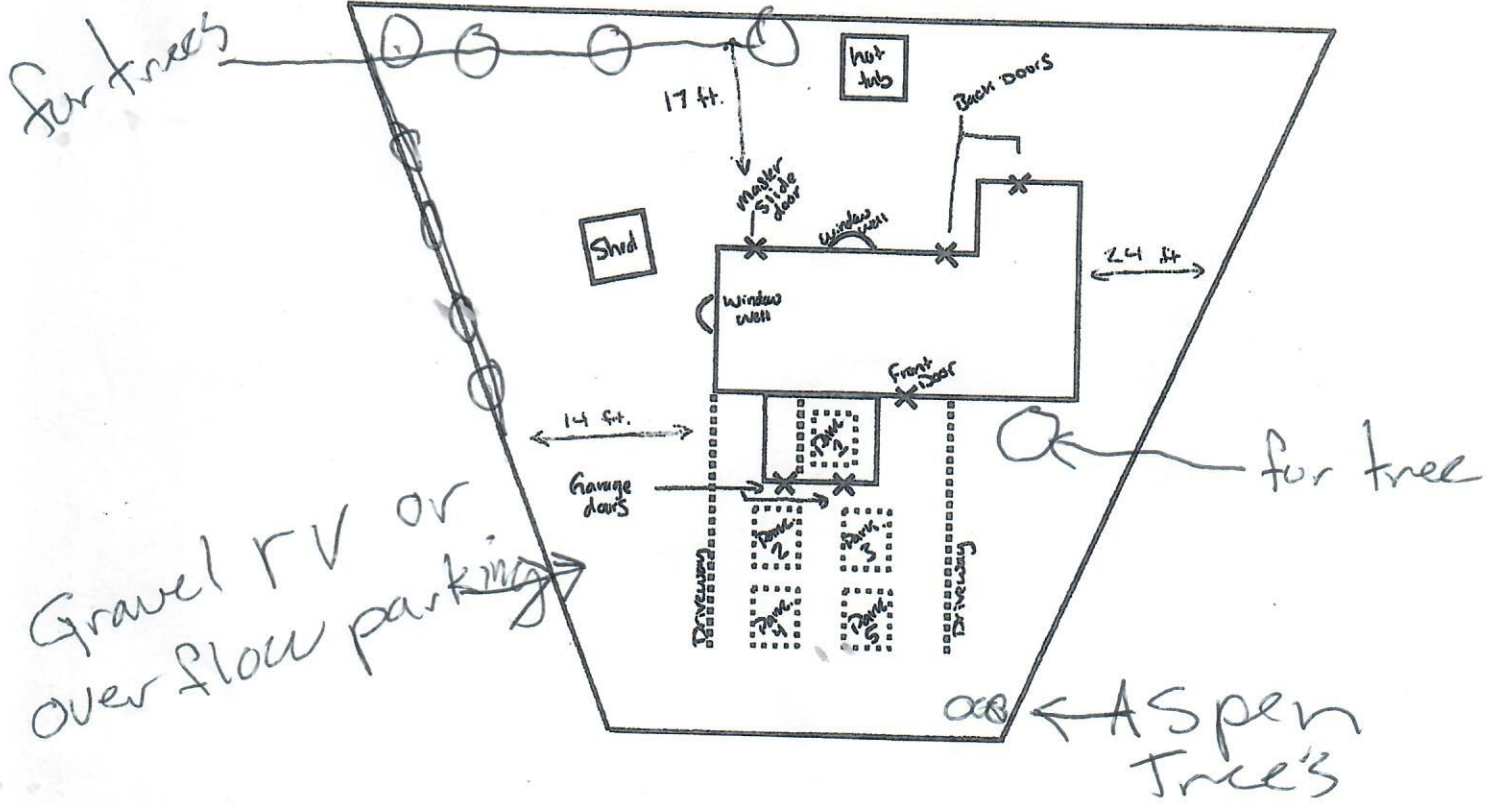 fur trees
hot
tub
Back Doors
17 ft.
Master
Slide
door
window
well
Shed
24 ft.
window
well
Front
Door
14 ft.
Park
1
fur tree
Garage
doors
Gravel rV or
over flow parking
Park.
2
Park.
3
Driveway
Driveway
Park.
4
Park.
5
ASpen
Tree's